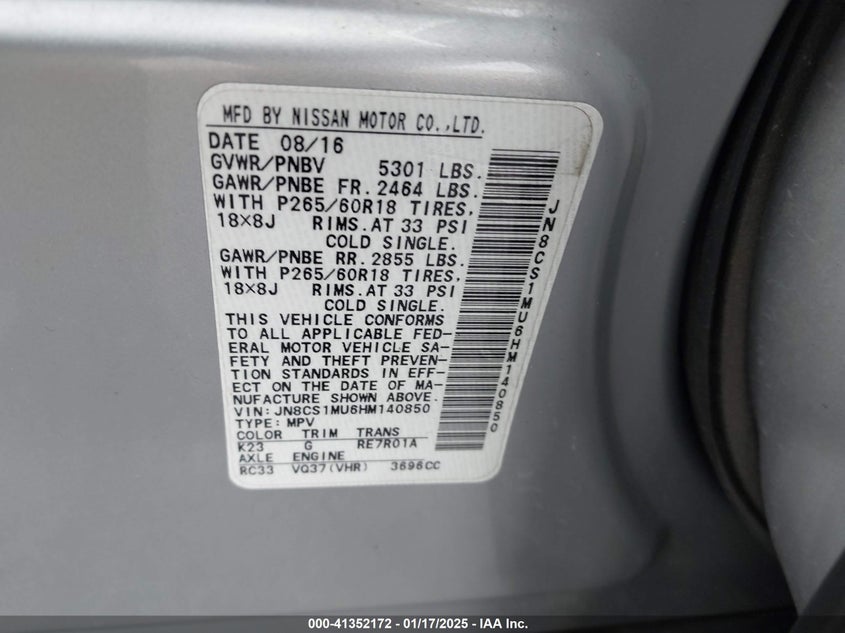 MFD BY NISSAN MOTOR CO.,LTD.
DATE 08/16
GVWR/PNBV 5301 LBS.
GAWR/PNBE FR. 2464 LBS.
WITH P265/60R18 TIRES,
18×8J RIMS. AT 33 PSI
COLD SINGLE.
GAWR/PNBE RR. 2855 LBS.
WITH P265/60R18 TIRES,
18×8J RIMS. AT 33 PSI
COLD SINGLE.
THIS VEHICLE CONFORMS
TO ALL APPLICABLE FED-
ERAL MOTOR VEHICLE SA-
FETY AND THEFT PREVEN-
TION STANDARDS IN EFF-
ECT ON THE DATE OF MA-
NUFACTURE SHOWN ABOVE.
VIN: JN8CS1MU6HM140850
TYPE: MPV
COLOR TRIM TRANS
K23 G RE7R01A
AXLE ENGINE
RC33 VQ37(VHR) 3696CC
JN8CS1MU6HM140850
000-41352172 - 01/17/2025 - IAA Inc.